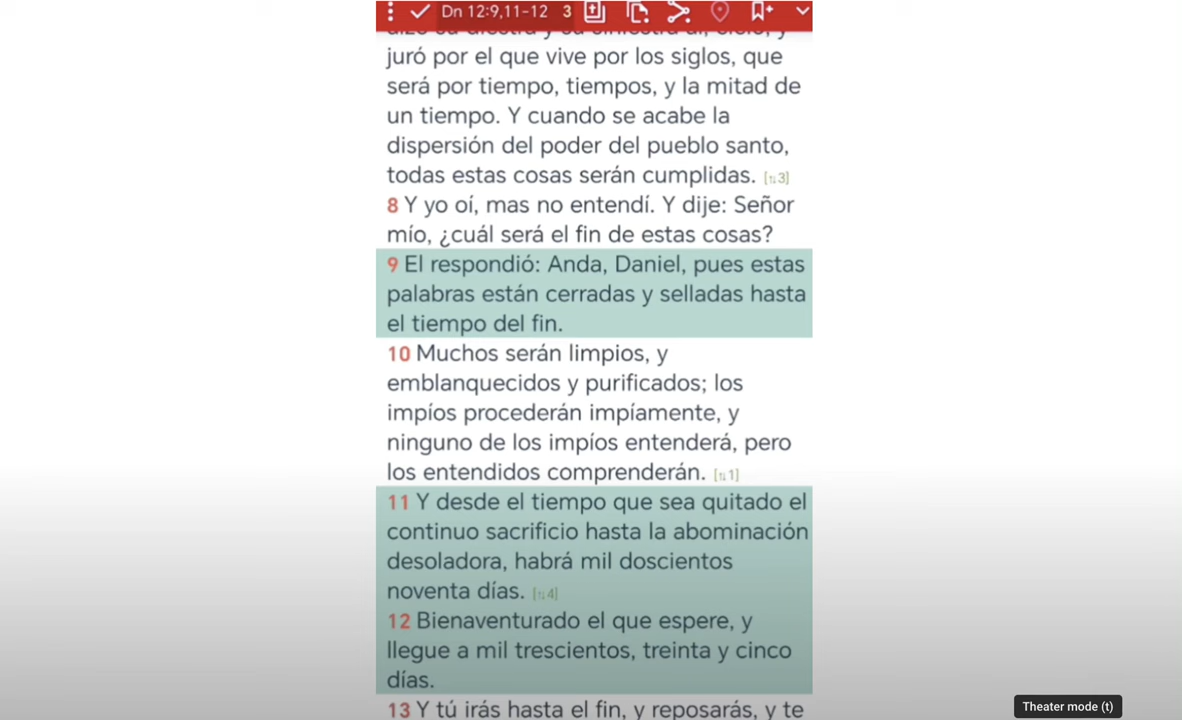 Dn 12:9,11-12 3
juró por el que vive por los siglos, que
será por tiempo, tiempos, y la mitad de
un tiempo. Y cuando se acabe la
dispersión del poder del pueblo santo,
todas estas cosas serán cumplidas. [⇅3]
8 Y yo oí, mas no entendí. Y dije: Señor
mío, ¿cuál será el fin de estas cosas?
9 El respondió: Anda, Daniel, pues estas
palabras están cerradas y selladas hasta
el tiempo del fin.
10 Muchos serán limpios, y
emblanquecidos y purificados; los
impíos procederán impíamente, y
ninguno de los impíos entenderá, pero
los entendidos comprenderán. [⇅1]
11 Y desde el tiempo que sea quitado el
continuo sacrificio hasta la abominación
desoladora, habrá mil doscientos
noventa días. [⇅4]
12 Bienaventurado el que espere, y
llegue a mil trescientos, treinta y cinco
días.
13 Y tú irás hasta el fin, y reposarás, y te
Theater mode (t)